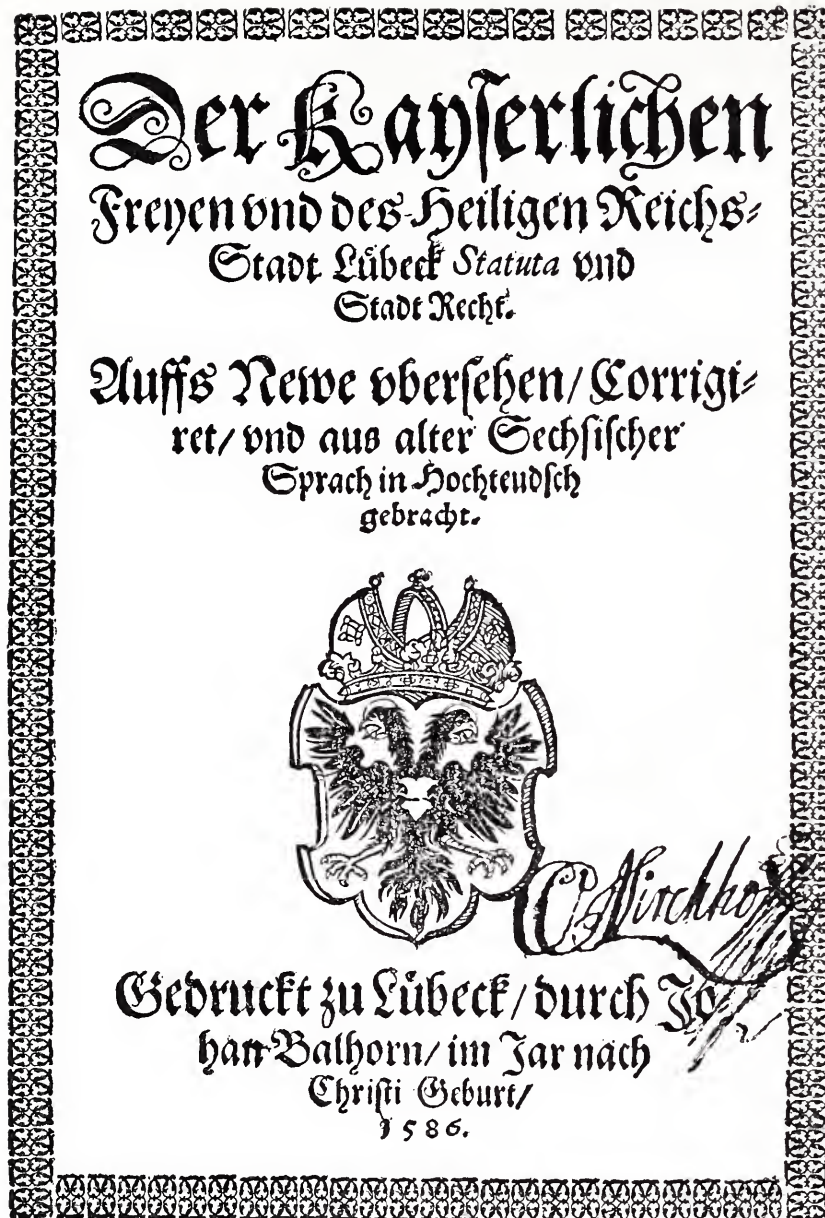 Der Kayſerlichen
Freyen vnd des Heiligen Reichs⸗
Stadt Lübeck Statuta vnd
Stadt Recht.
Auffs Newe vberſehen/ Corrigi⸗
ret/ vnd aus alter Sechſiſcher
Sprach in Hochteudſch
gebracht.
Gedruckt zu Lübeck/ durch Jo⸗
han Balhorn/ im Jar nach
Chriſti Geburt/
1586.